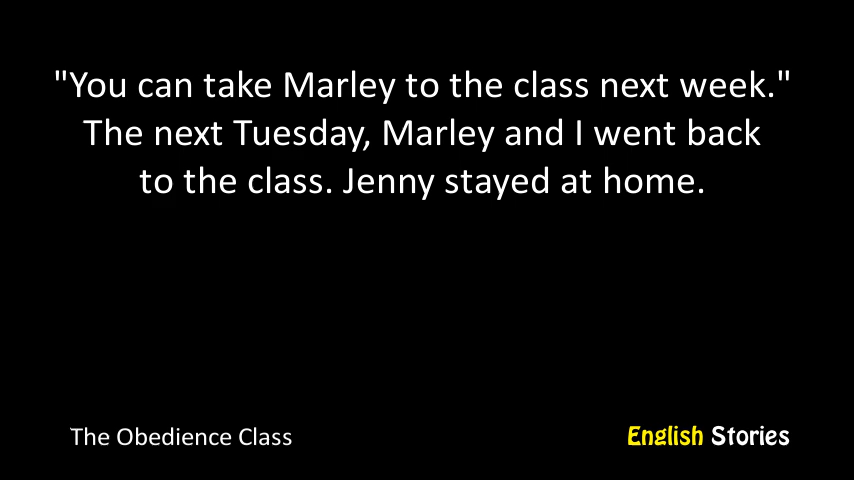 "You can take Marley to the class next week."
The next Tuesday, Marley and I went back
to the class. Jenny stayed at home.
The Obedience Class
English Stories